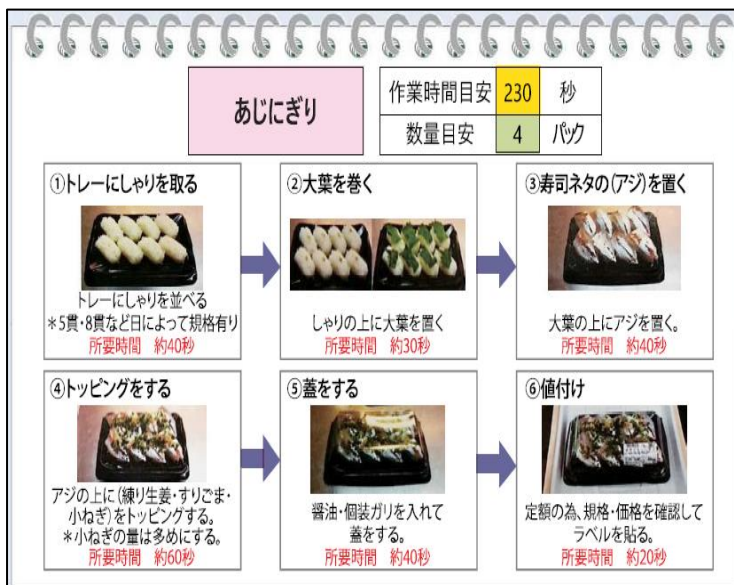 あじにぎり
作業時間目安 230 秒
数量目安 4 パック
①トレーにしゃりを取る
トレーにしゃりを並べる
＊5貫・8貫など日によって規格有り
所要時間 約40秒
②大葉を巻く
しゃりの上に大葉を置く
所要時間 約30秒
③寿司ネタの(アジ)を置く
大葉の上にアジを置く。
所要時間 約40秒
④トッピングをする
アジの上に(練り生姜・すりごま・
小ねぎ)をトッピングする。
＊小ねぎの量は多めにする。
所要時間 約60秒
⑤蓋をする
醤油・個装ガリを入れて
蓋をする。
所要時間 約40秒
⑥値付け
定額の為、規格・価格を確認して
ラベルを貼る。
所要時間 約20秒